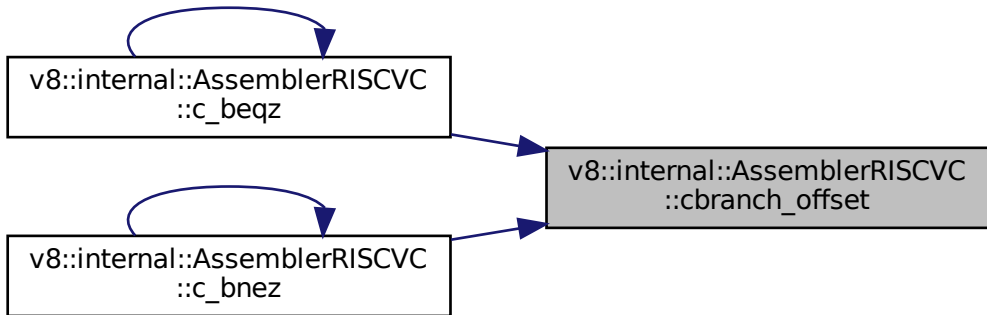 v8::internal::AssemblerRISCVC
::c_beqz
v8::internal::AssemblerRISCVC
::cbranch_offset
v8::internal::AssemblerRISCVC
::c_bnez